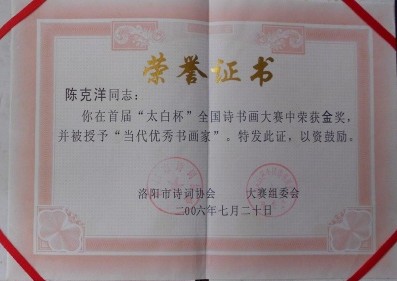 荣誉证书
陈克洋同志：
你在首届“太白杯”全国诗书画大赛中荣获金奖，
并被授予“当代优秀书画家”。特发此证，以资鼓励。
洛阳市诗词协会 大赛组委会
二00六年七月二十日